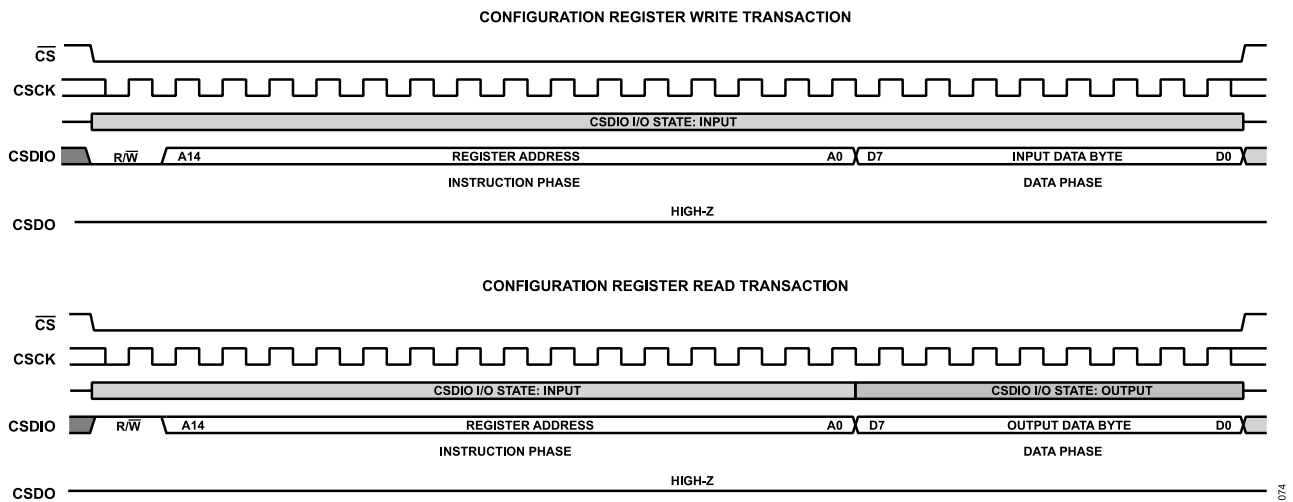 CONFIGURATION REGISTER WRITE TRANSACTION
CS
CSCK
CSDIO I/O STATE: INPUT
CSDIO R/W A14 REGISTER ADDRESS A0 D7 INPUT DATA BYTE D0
INSTRUCTION PHASE DATA PHASE
HIGH-Z
CSDO
CONFIGURATION REGISTER READ TRANSACTION
CS
CSCK
CSDIO I/O STATE: INPUT CSDIO I/O STATE: OUTPUT
CSDIO R/W A14 REGISTER ADDRESS A0 D7 OUTPUT DATA BYTE D0
INSTRUCTION PHASE DATA PHASE
HIGH-Z
CSDO
074